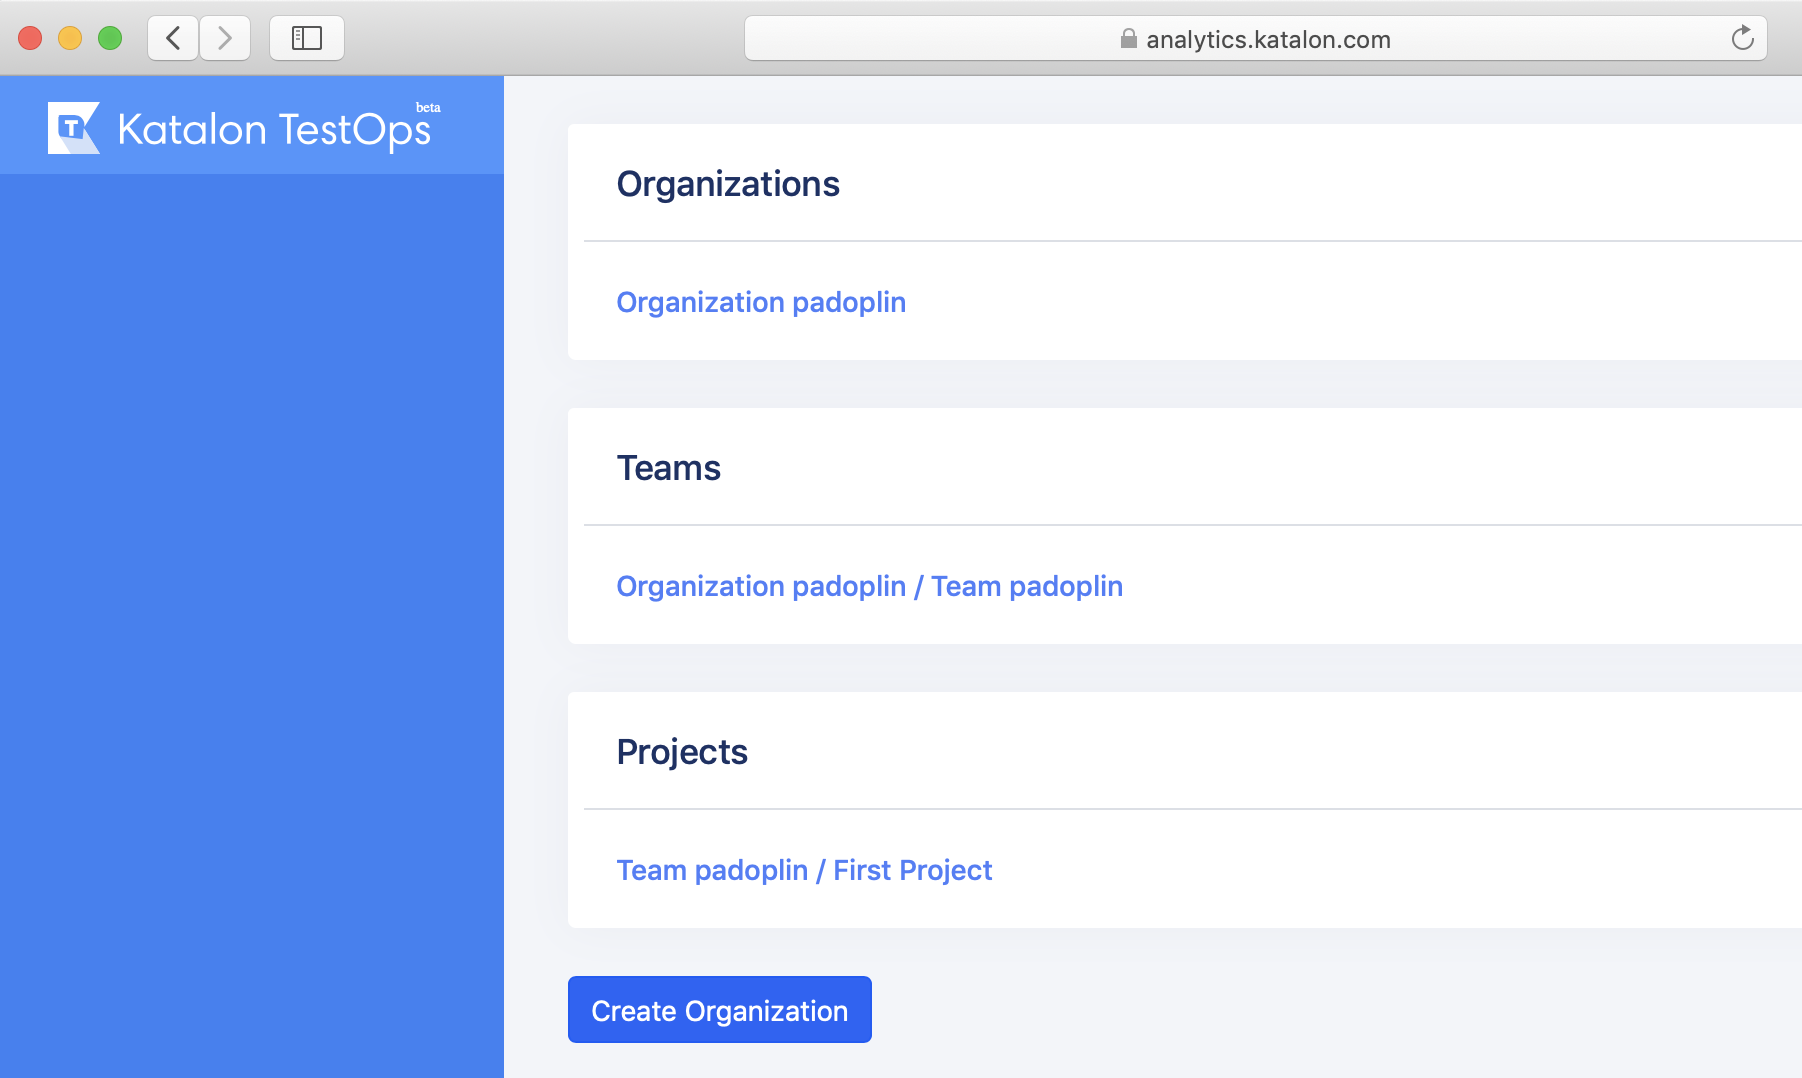 analytics.katalon.com
Katalon TestOps beta
Organizations
Organization padoplin
Teams
Organization padoplin / Team padoplin
Projects
Team padoplin / First Project
Create Organization